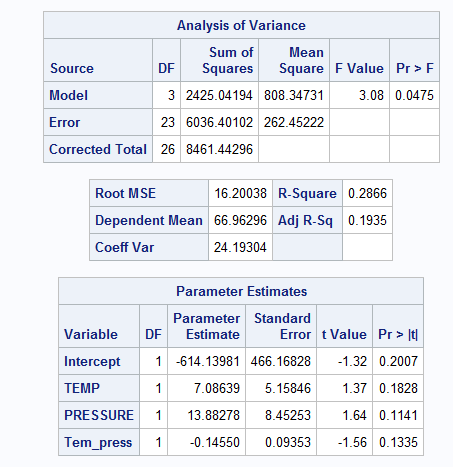 Analysis of Variance
Source DF Sum of Squares Mean Square F Value Pr > F
Model 3 2425.04194 808.34731 3.08 0.0475
Error 23 6036.40102 262.45222
Corrected Total 26 8461.44296
Root MSE 16.20038 R-Square 0.2866
Dependent Mean 66.96296 Adj R-Sq 0.1935
Coeff Var 24.19304
Parameter Estimates
Variable DF Parameter Estimate Standard Error t Value Pr > |t|
Intercept 1 -614.13981 466.16828 -1.32 0.2007
TEMP 1 7.08639 5.15846 1.37 0.1828
PRESSURE 1 13.88278 8.45253 1.64 0.1141
Tem_press 1 -0.14550 0.09353 -1.56 0.1335